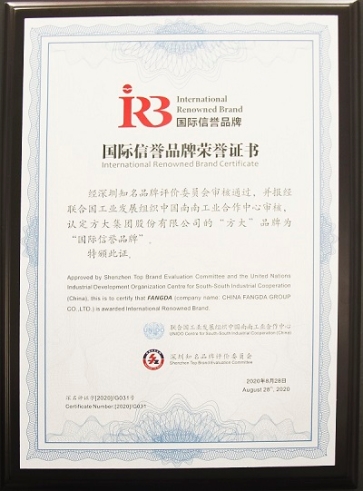 IRB
International
Renowned Brand
国际信誉品牌
国际信誉品牌荣誉证书
International Renowned Brand Certificate
经深圳知名品牌评价委员会审核通过，并报经
联合国工业发展组织中国南南工业合作中心审核，
认定方大集团股份有限公司的“方大”品牌为
“国际信誉品牌”.
特颁此证.
Approved by Shenzhen Top Brand Evaluation Committee and the United Nations
Industrial Development Organization Centre for South-South Industrial Cooperation
(China), this is to certify that FANGDA (company name: CHINA FANGDA GROUP
CO.,LTD.) is awarded International Renowned Brand.
联合国工业发展组织中国南南工业合作中心
UNIDO Centre for South-South Industrial Cooperation (China)
深圳知名品牌评价委员会
Shenzhen Top Brand Evaluation Committee
2020年8月28日
August 28, 2020
Certificate Number:[2020]